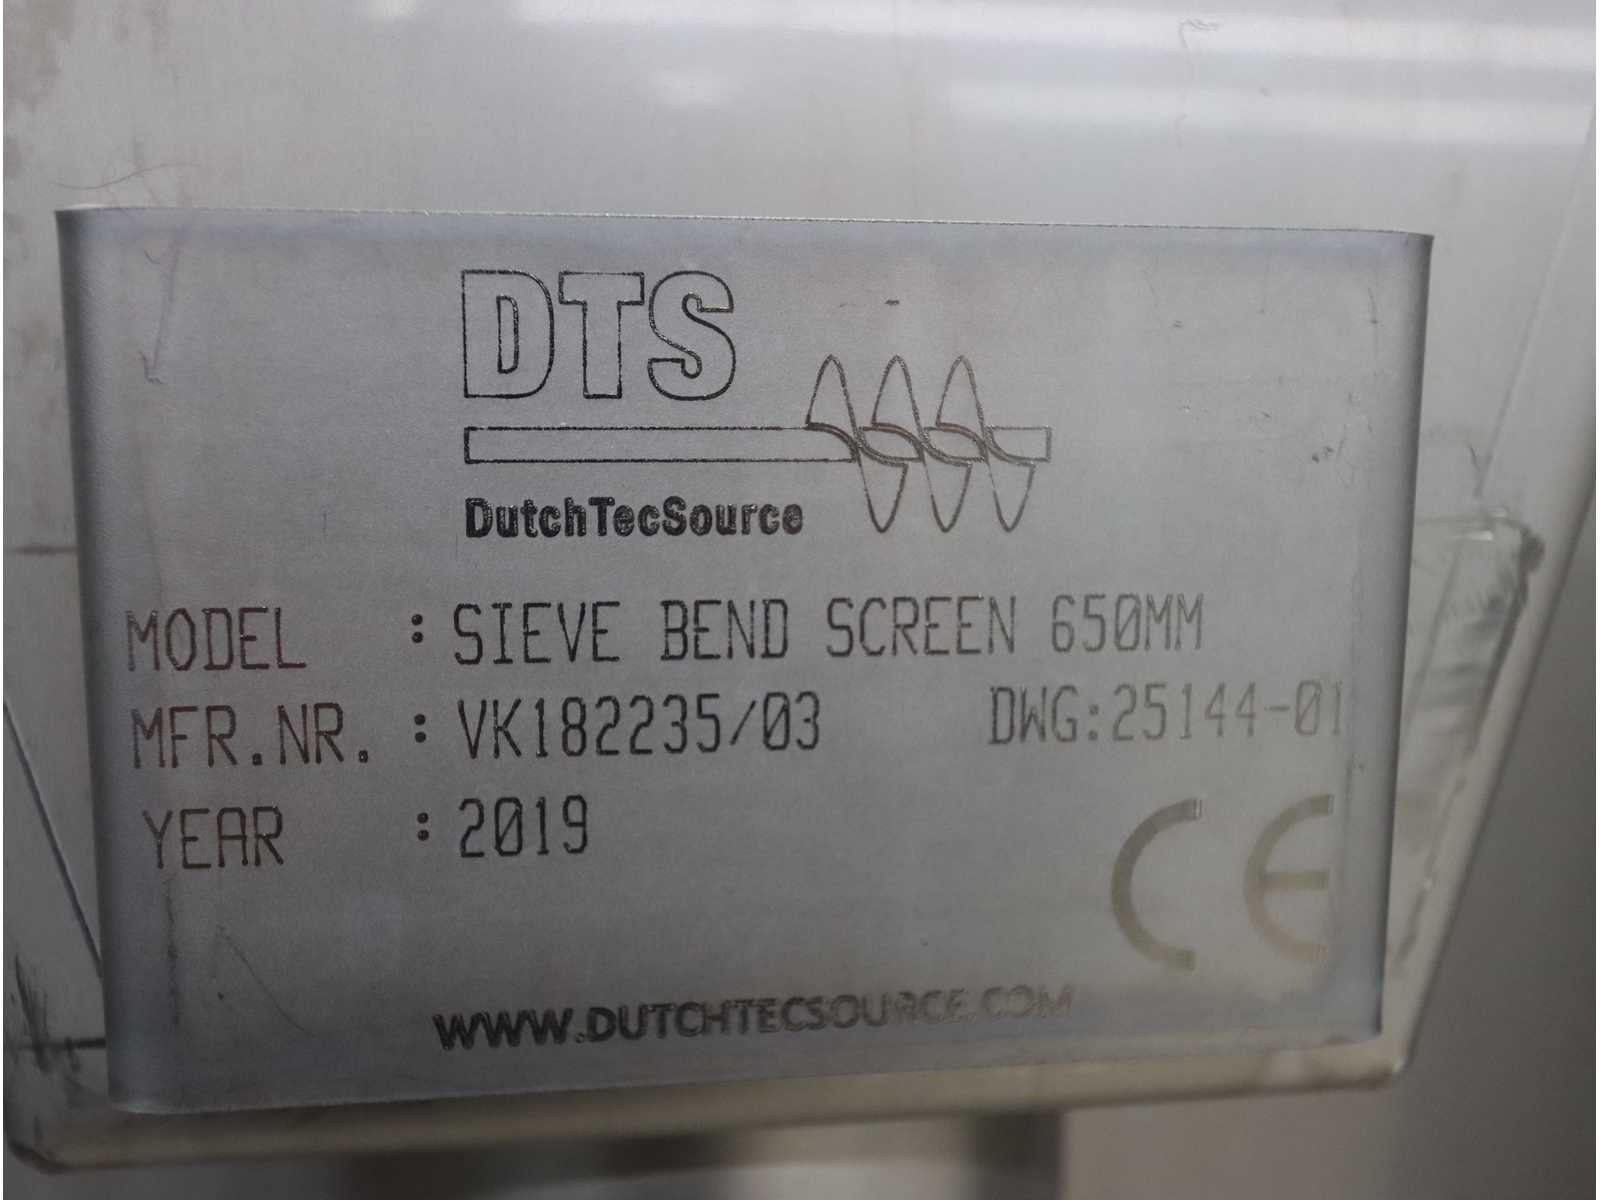 DTS
DutchTecSource
MODEL : SIEVE BEND SCREEN 650MM
MFR.NR. : VK182235/03 DWG:25144-01
YEAR : 2019
CE
WWW.DUTCHTECSOURCE.COM